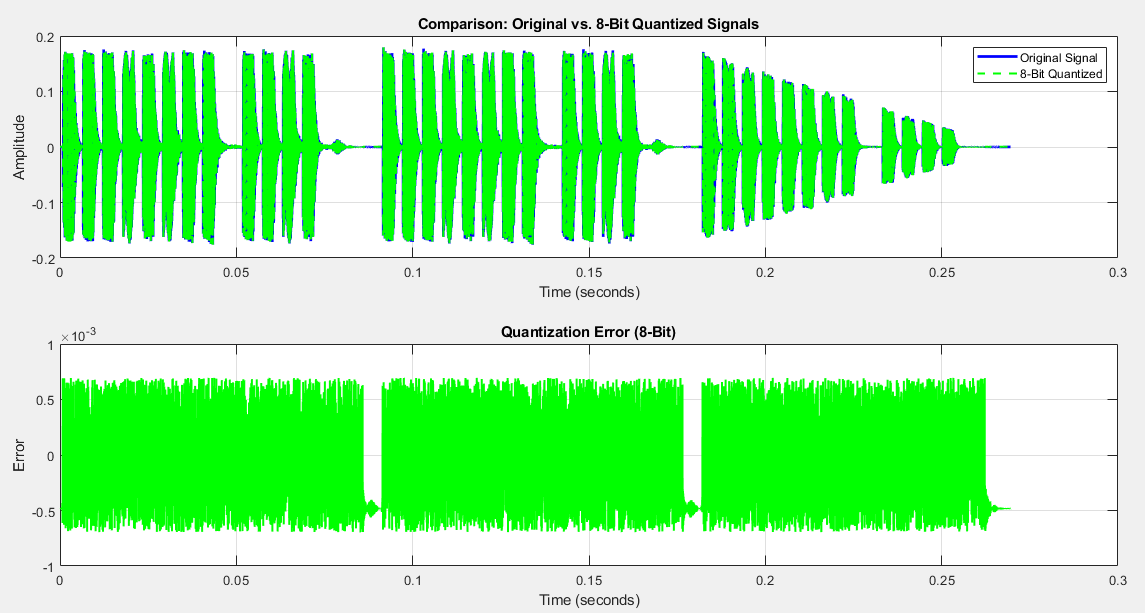 Comparison: Original vs. 8-Bit Quantized Signals
0.2
0.1
0
-0.1
-0.2
Amplitude
Original Signal
8-Bit Quantized
0 0.05 0.1 0.15 0.2 0.25 0.3
Time (seconds)
×10⁻³
Quantization Error (8-Bit)
1
0.5
0
-0.5
-1
Error
0 0.05 0.1 0.15 0.2 0.25 0.3
Time (seconds)